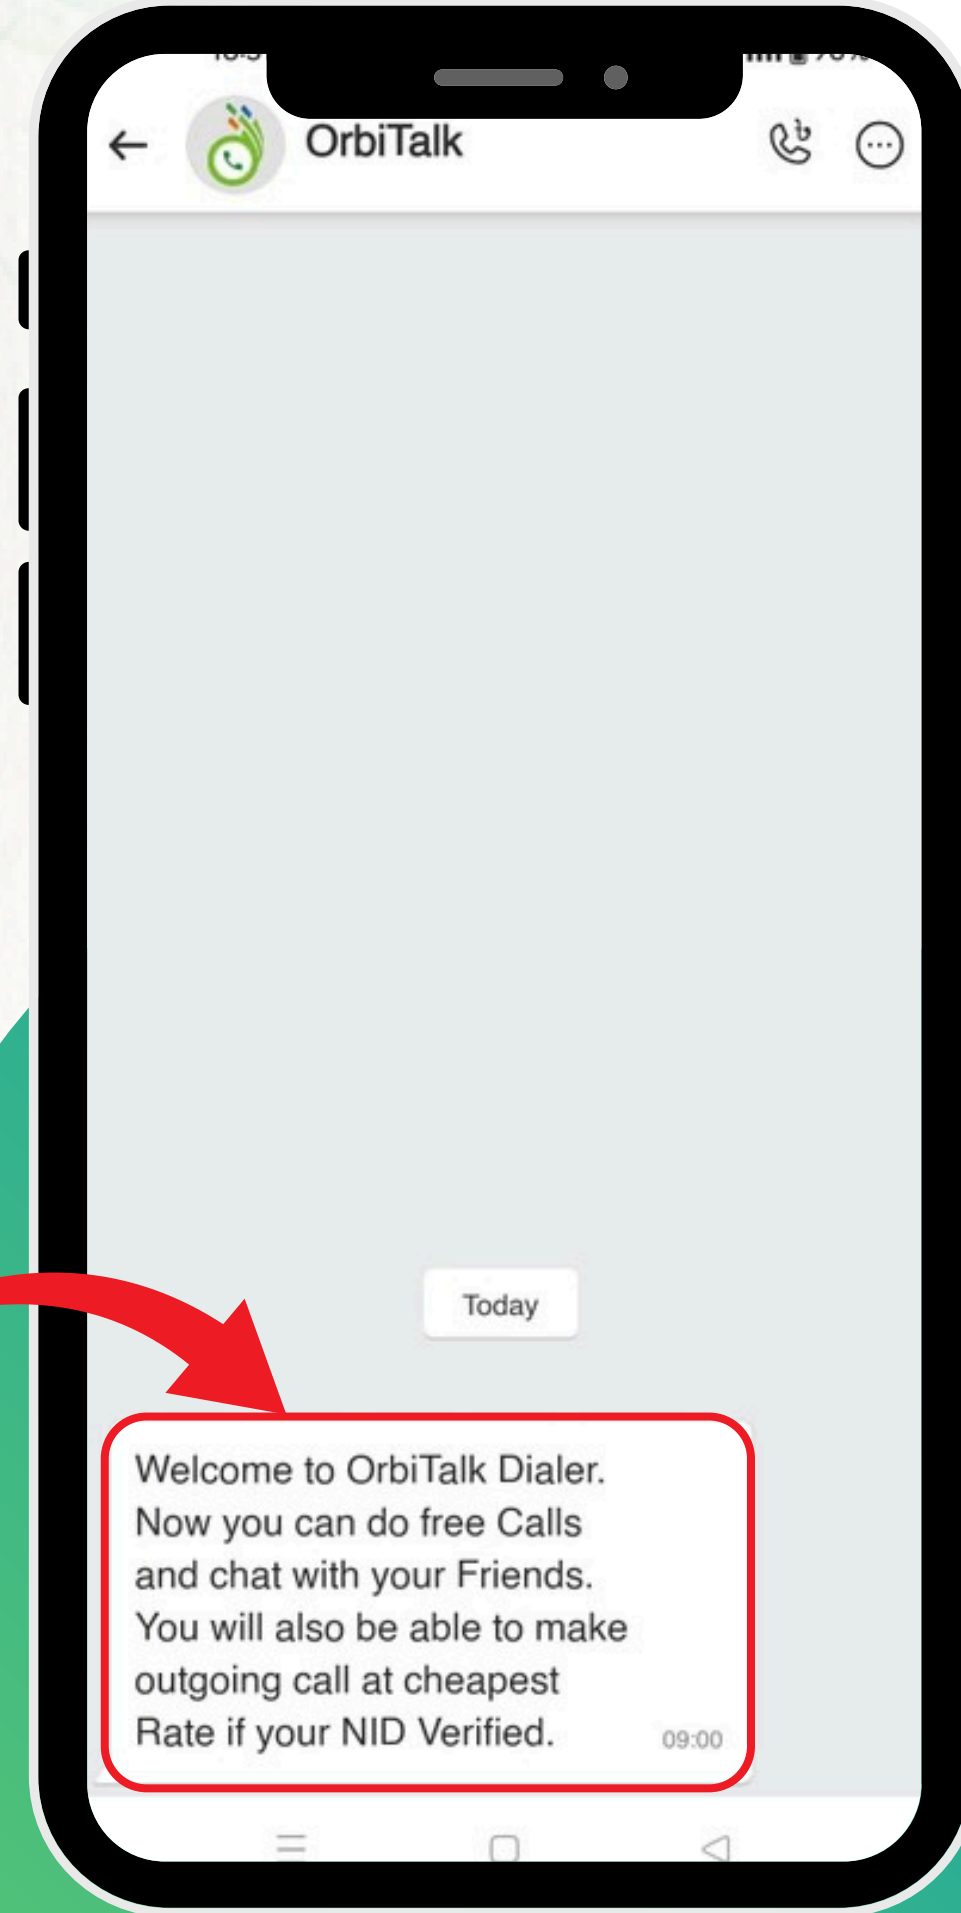 OrbiTalk
Today
Welcome to OrbiTalk Dialer.
Now you can do free Calls
and chat with your Friends.
You will also be able to make
outgoing call at cheapest
Rate if your NID Verified.
09:00